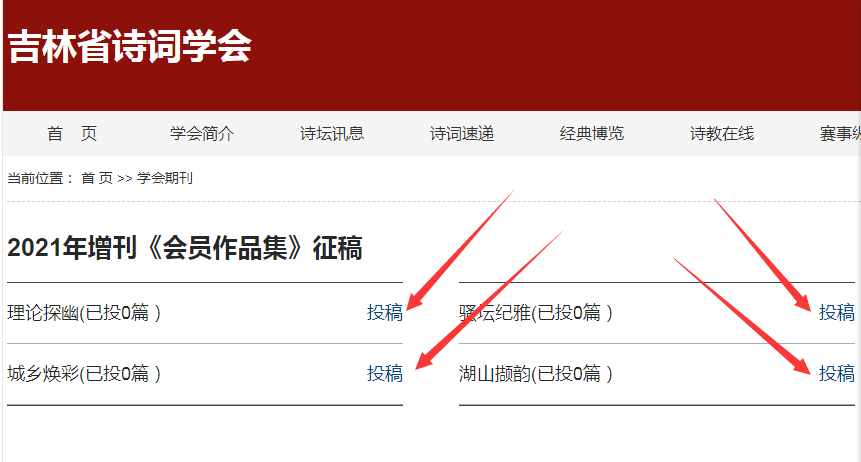 吉林省诗词学会
首 页 学会简介 诗坛讯息 诗词速递 经典博览 诗教在线 赛事
当前位置： 首 页 >> 学会期刊
2021年增刊《会员作品集》征稿
理论探幽(已投0篇 ) 投稿 骚坛纪雅(已投0篇 ) 投稿
城乡焕彩(已投0篇 ) 投稿 湖山撷韵(已投0篇 ) 投稿